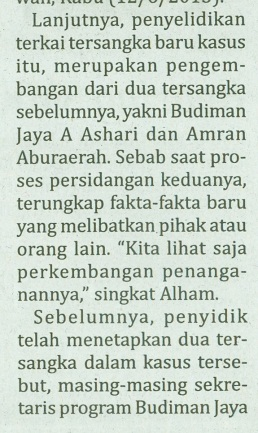 Lanjutnya, penyelidikan
terkai tersangka baru kasus
itu, merupakan pengem-
bangan dari dua tersangka
sebelumnya, yakni Budiman
Jaya A Ashari dan Amran
Aburaerah. Sebab saat pro-
ses persidangan keduanya,
terungkap fakta-fakta baru
yang melibatkan pihak atau
orang lain. “Kita lihat saja
perkembangan penanga-
nannya,” singkat Alham.
Sebelumnya, penyidik
telah menetapkan dua ter-
sangka dalam kasus terse-
but, masing-masing sekre-
taris program Budiman Jaya